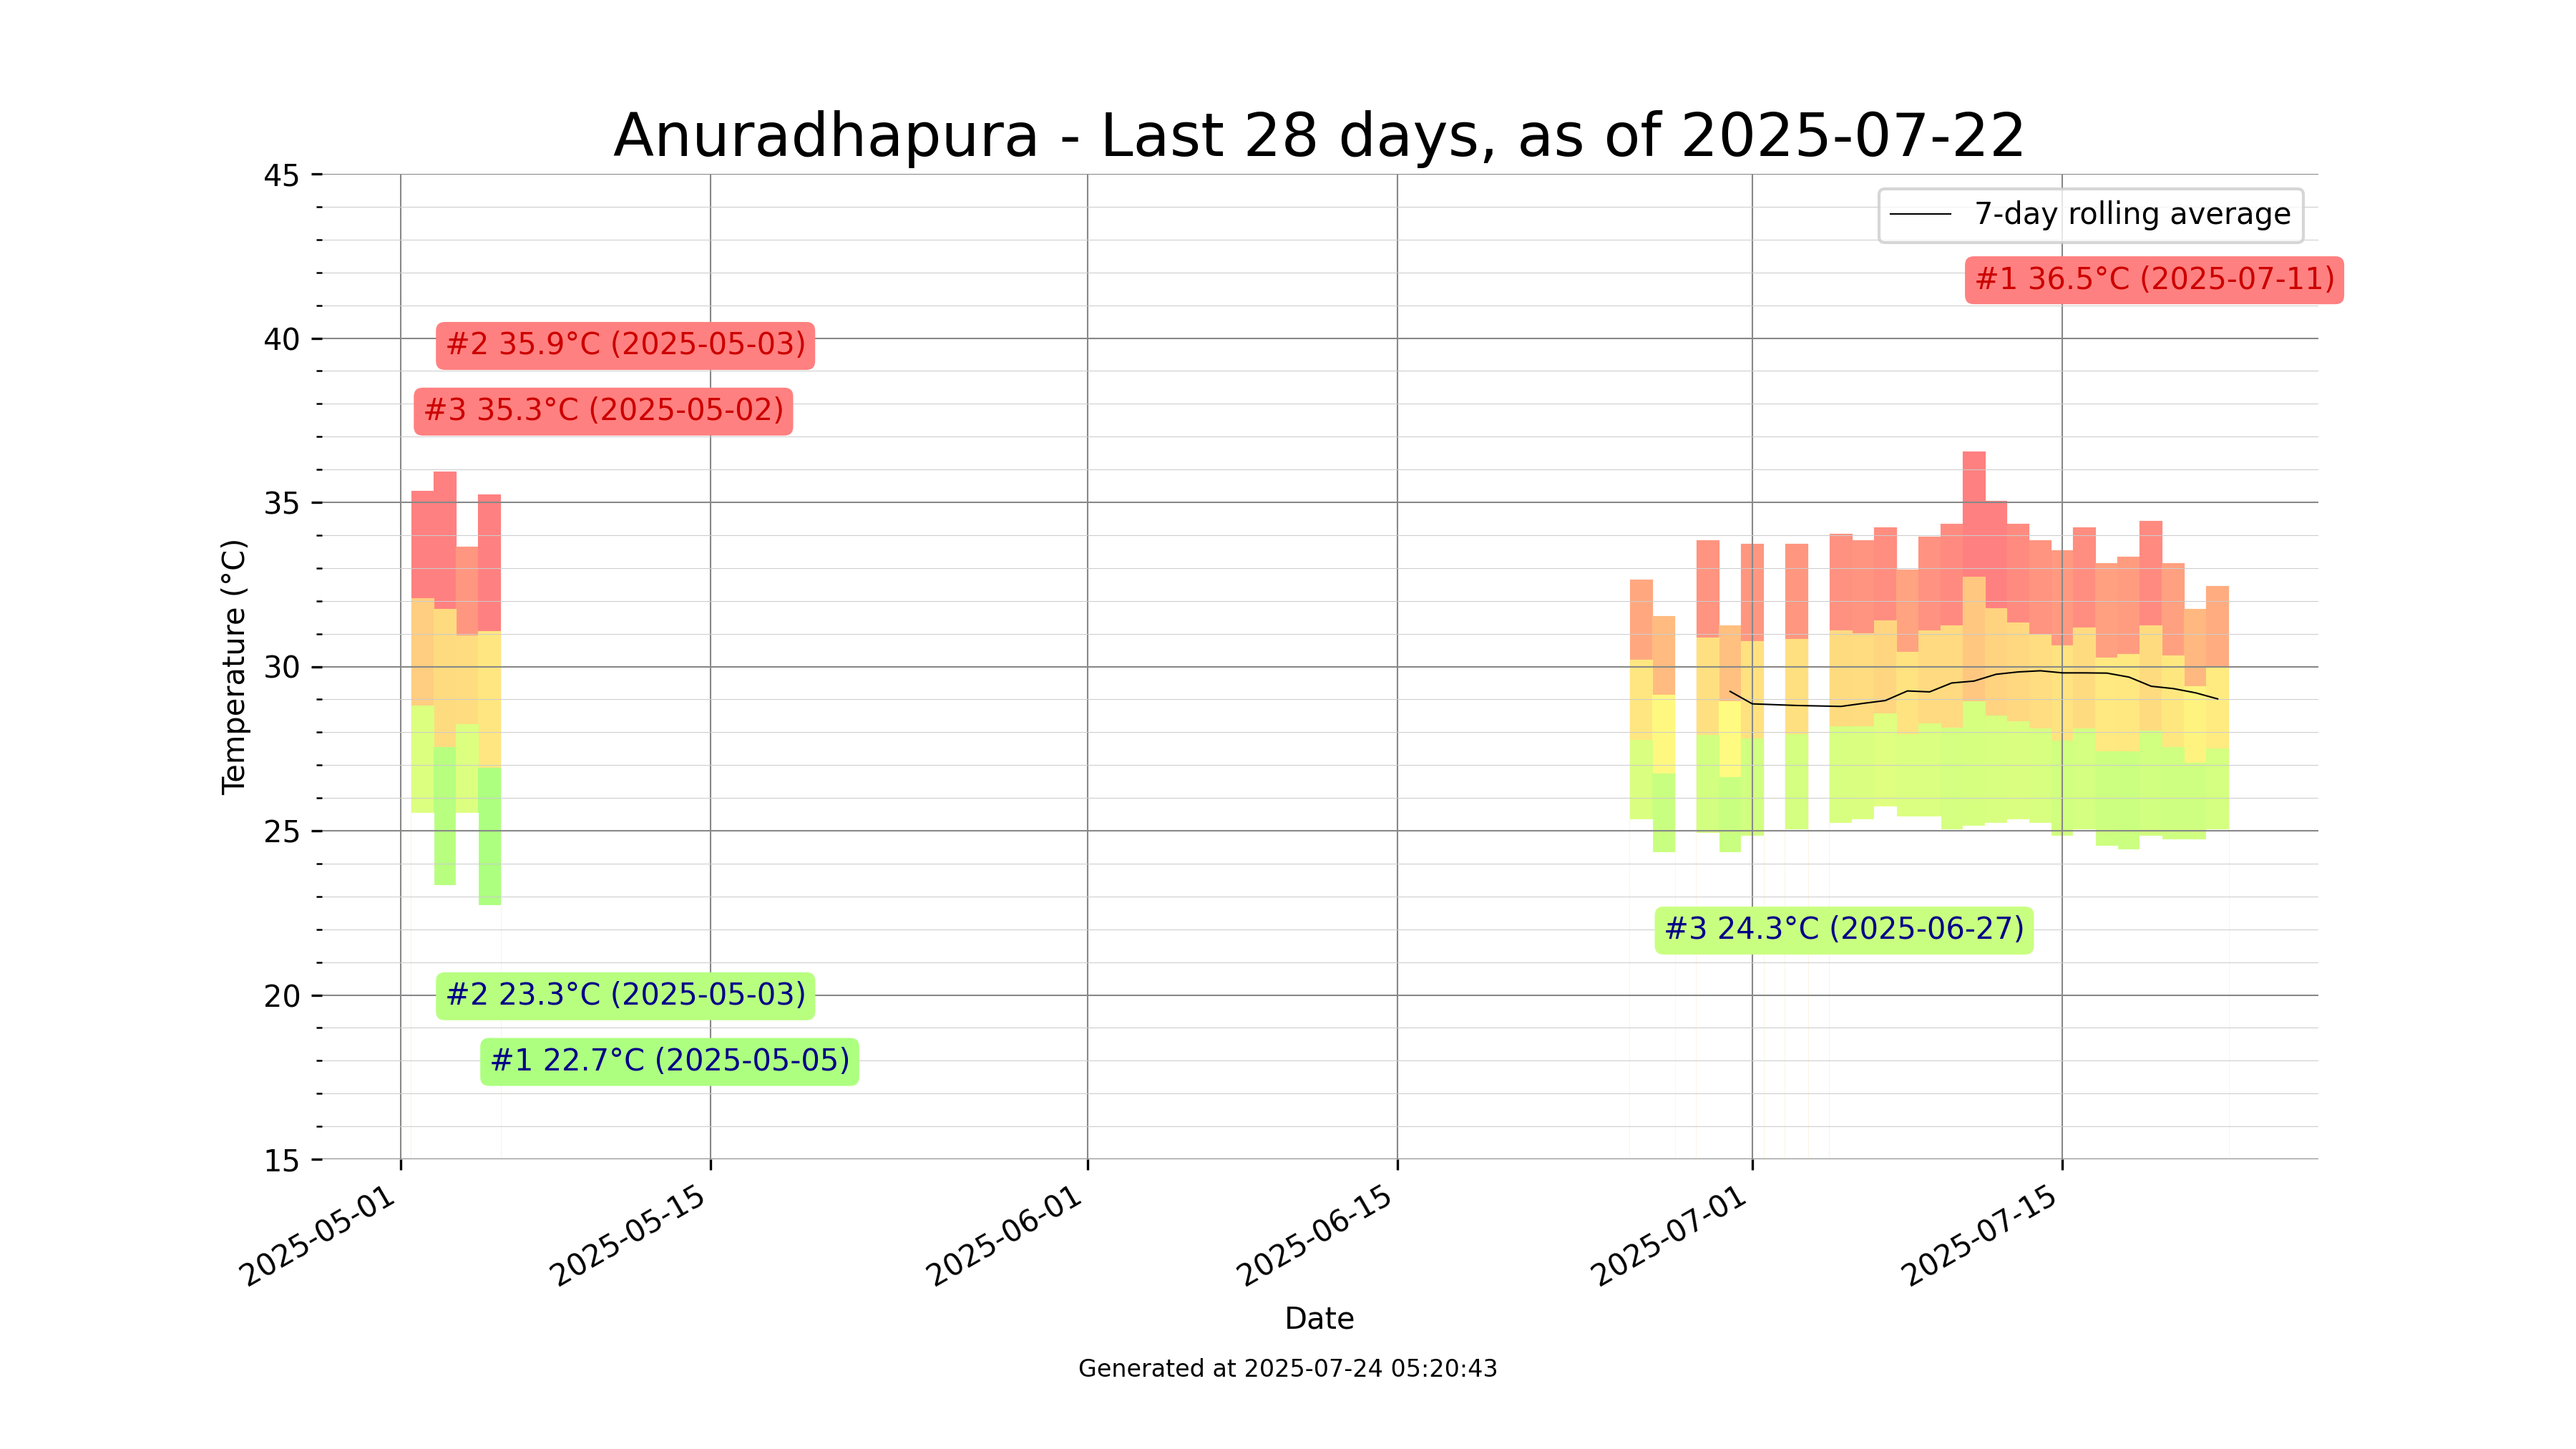 Anuradhapura - Last 28 days, as of 2025-07-22
45
7-day rolling average
#1 36.5°C (2025-07-11)
40
#2 35.9°C (2025-05-03)
#3 35.3°C (2025-05-02)
35
Temperature (°C)
30
25
#3 24.3°C (2025-06-27)
20
#2 23.3°C (2025-05-03)
#1 22.7°C (2025-05-05)
15
2025-05-01
2025-05-15
2025-06-01
2025-06-15
2025-07-01
2025-07-15
Date
Generated at 2025-07-24 05:20:43